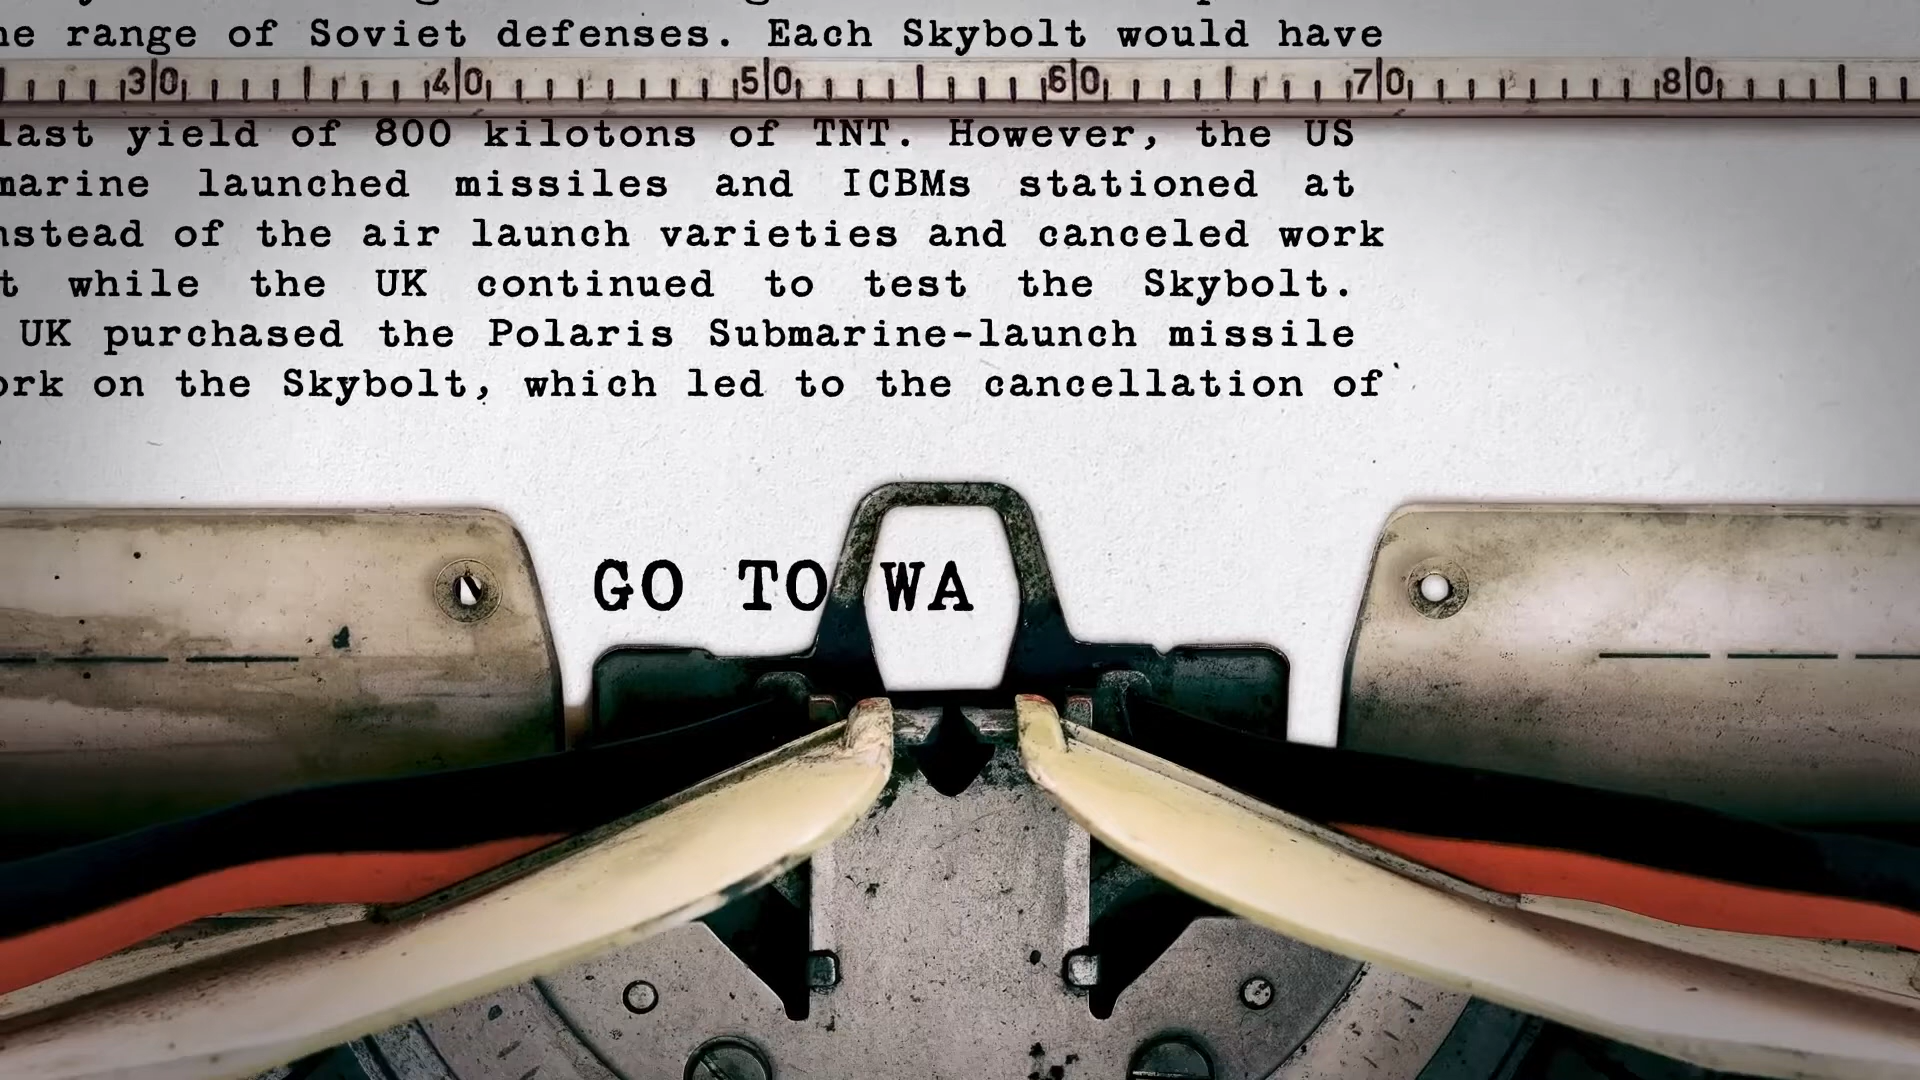 range of Soviet defenses. Each Skybolt would have
30 40 50 60 70 80
yield of 800 kilotons of TNT. However, the US
launched missiles and ICBMs stationed at
of the air launch varieties and canceled work
while the UK continued to test the Skybolt.
UK purchased the Polaris Submarine-launch missile
on the Skybolt, which led to the cancellation of
GO TO WA